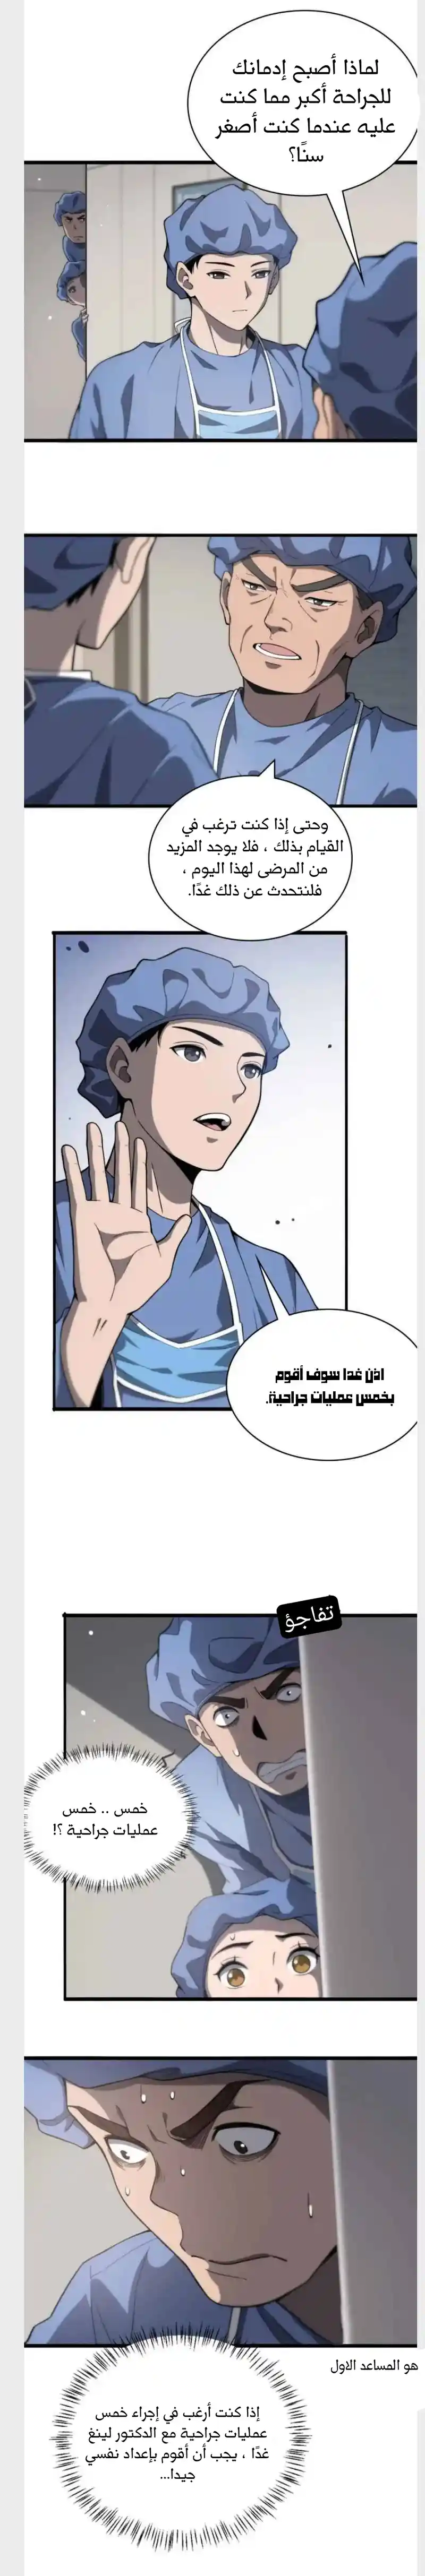 لماذا أصبح إدمانك
للجراحة أكبر مما كنت
عليه عندما كنت أصغر
سنًا؟
وحتى إذا كنت ترغب في
القيام بذلك ، فلا يوجد المزيد
من المرضى لهذا اليوم ،
فلنتحدث عن ذلك غدًا.
اذن غدا سوف أقوم
بخمس عمليات جراحية.
تفاجؤ
خمس .. خمس
عمليات جراحية ؟!
هو المساعد الاول
إذا كنت أرغب في إجراء خمس
عمليات جراحية مع الدكتور لينغ
غدًا ، يجب أن أقوم بإعداد نفسي
جيدا...